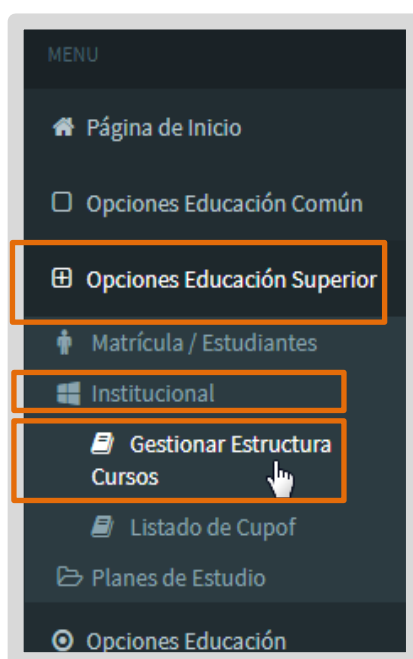 MENU
Página de Inicio
Opciones Educación Común
Opciones Educación Superior
Matrícula / Estudiantes
Institucional
Gestionar Estructura
Cursos
Listado de Cupof
Planes de Estudio
Opciones Educación